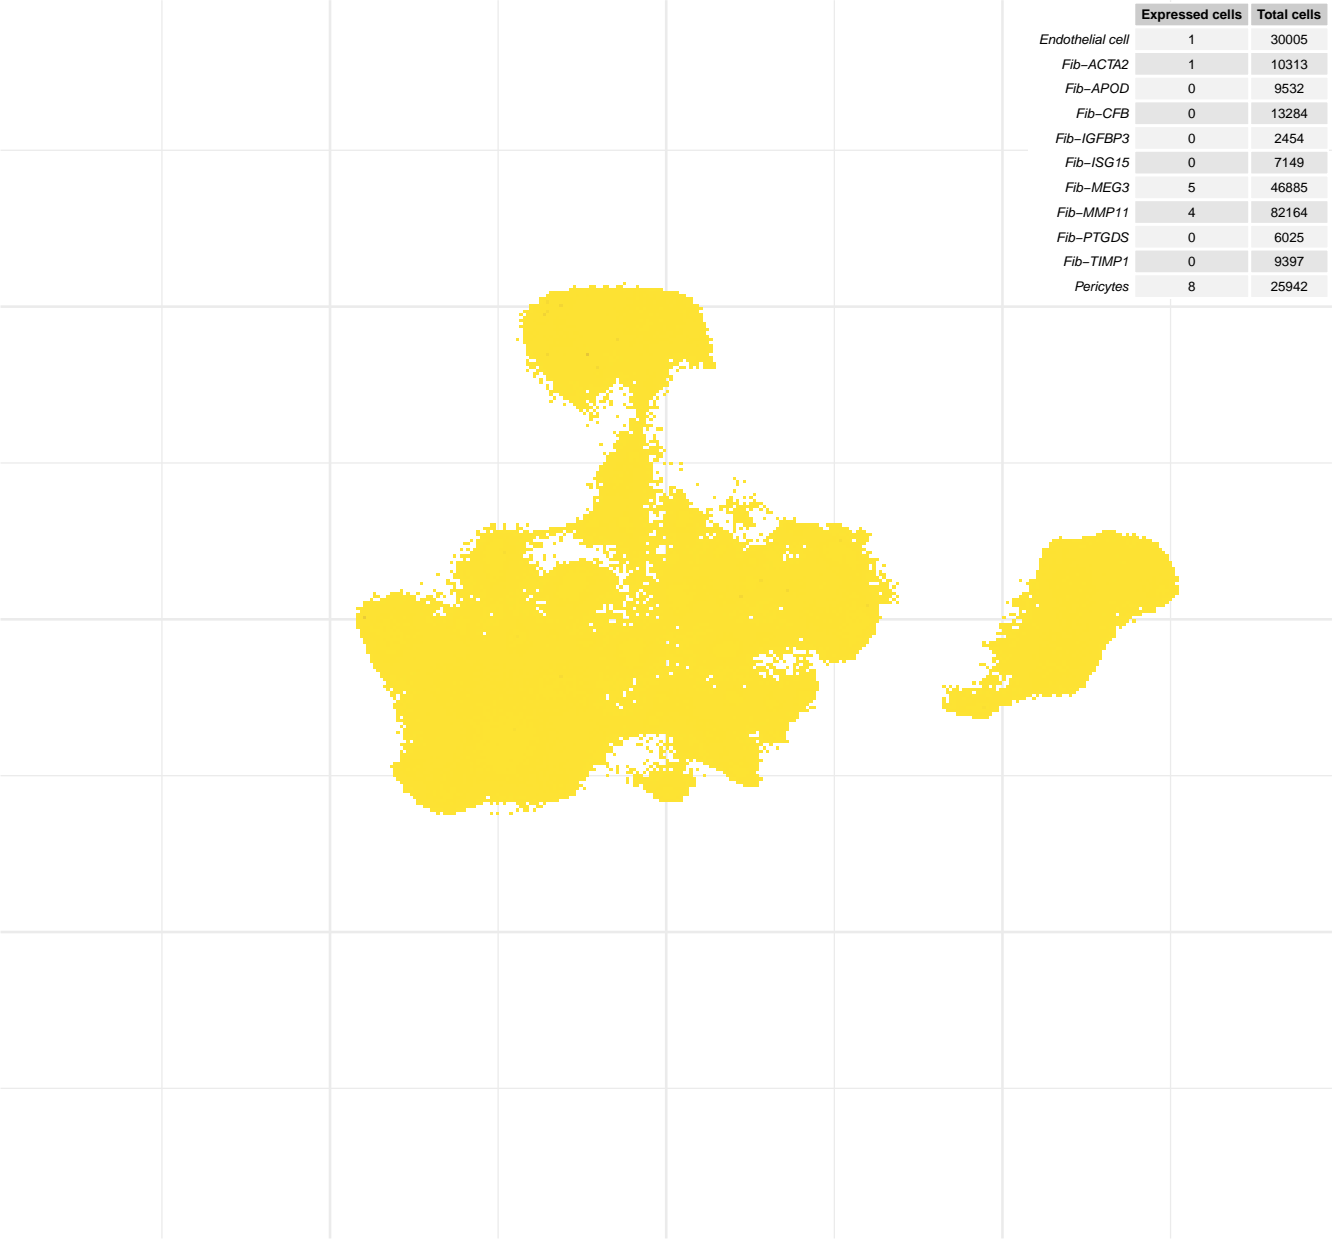 Expressed cells Total cells
Endothelial cell 1 30005
Fib−ACTA2 1 10313
Fib−APOD 0 9532
Fib−CFB 0 13284
Fib−IGFBP3 0 2454
Fib−ISG15 0 7149
Fib−MEG3 5 46885
Fib−MMP11 4 82164
Fib−PTGDS 0 6025
Fib−TIMP1 0 9397
Pericytes 8 25942